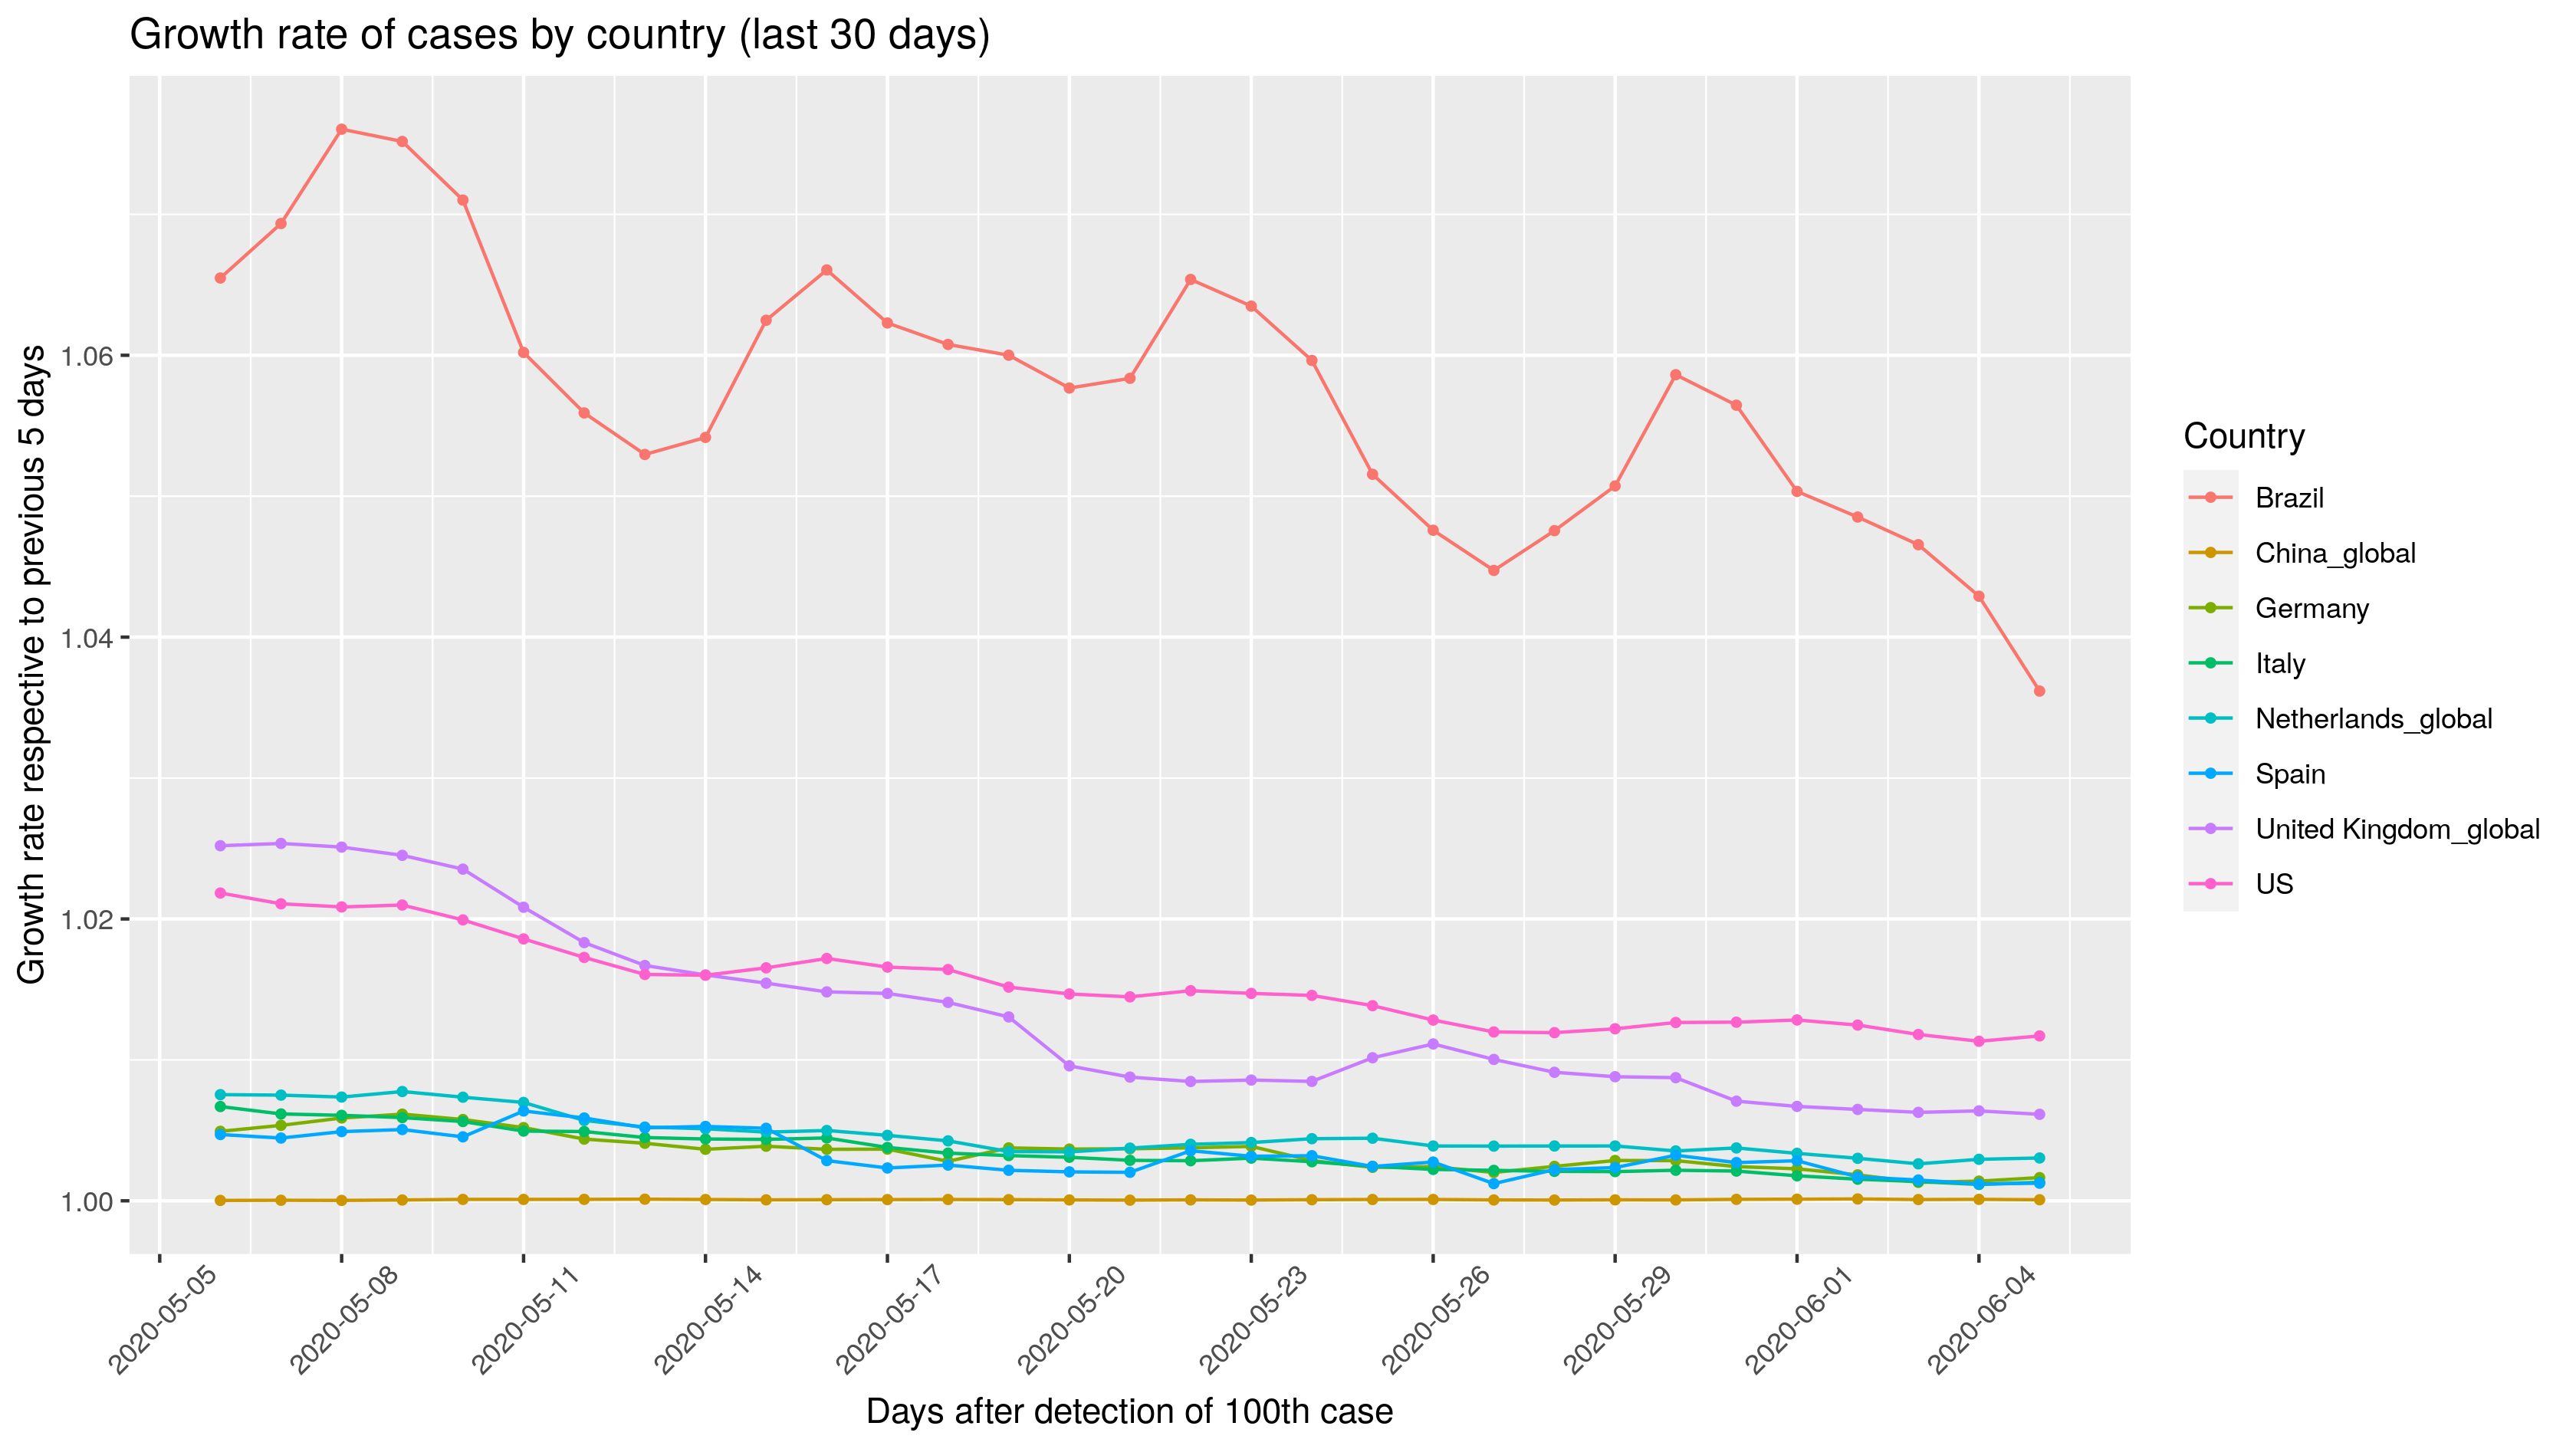 Growth rate of cases by country (last 30 days)
Growth rate respective to previous 5 days
1.06
1.04
1.02
1.00
2020-05-05
2020-05-08
2020-05-11
2020-05-14
2020-05-17
2020-05-20
2020-05-23
2020-05-26
2020-05-29
2020-06-01
2020-06-04
Days after detection of 100th case
Country
Brazil
China_global
Germany
Italy
Netherlands_global
Spain
United Kingdom_global
US